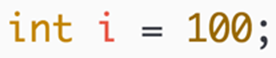 int i = 100;